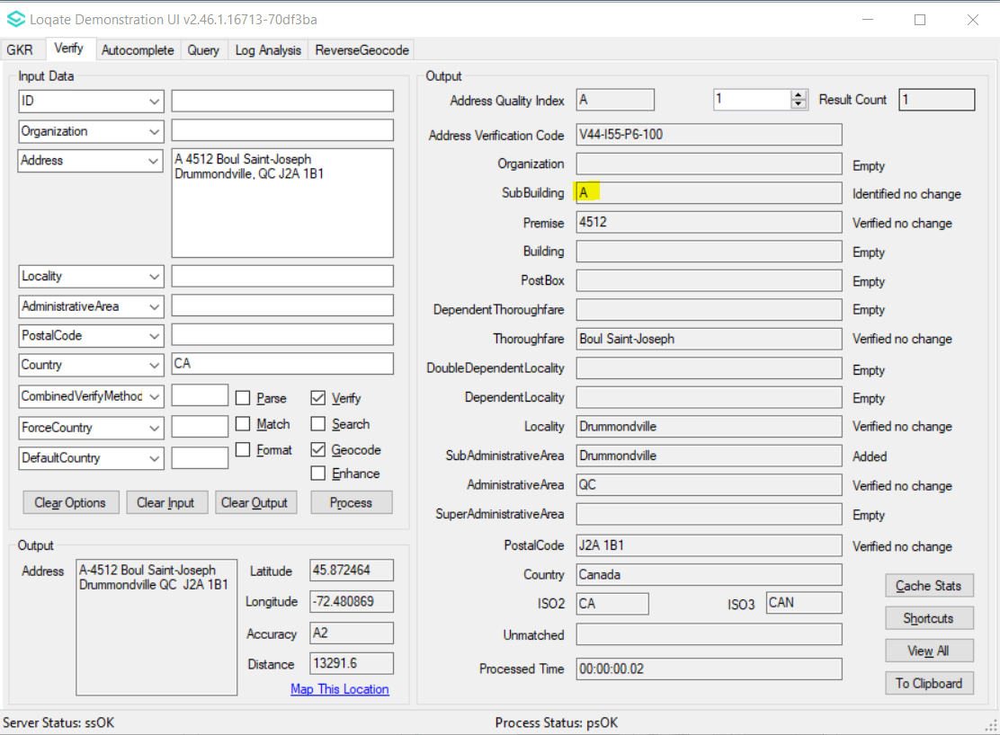 Loqate Demonstration UI v2.46.1.16713-70df3ba
GKR Verify Autocomplete Query Log Analysis ReverseGeocode
Input Data
ID
Organization
Address A 4512 Boul Saint-Joseph
Drummondville, QC J2A 1B1
Locality
AdministrativeArea
PostalCode
Country CA
CombinedVerifyMethod Parse Verify
ForceCountry Match Search
DefaultCountry Format Geocode
Enhance
Clear Options Clear Input Clear Output Process
Output
Address A-4512 Boul Saint-Joseph
Drummondville QC  J2A 1B1
Latitude 45.872464
Longitude -72.480869
Accuracy A2
Distance 13291.6
Map This Location
Output
Address Quality Index A 1 Result Count 1
Address Verification Code V44-I55-P6-100
Organization Empty
SubBuilding A Identified no change
Premise 4512 Verified no change
Building Empty
PostBox Empty
DependentThoroughfare Empty
Thoroughfare Boul Saint-Joseph Verified no change
DoubleDependentLocality Empty
DependentLocality Empty
Locality Drummondville Verified no change
SubAdministrativeArea Drummondville Added
AdministrativeArea QC Verified no change
SuperAdministrativeArea Empty
PostalCode J2A 1B1 Verified no change
Country Canada
ISO2 CA ISO3 CAN
Unmatched
Processed Time 00:00:00.02
Cache Stats
Shortcuts
View All
To Clipboard
Server Status: ssOK Process Status: psOK